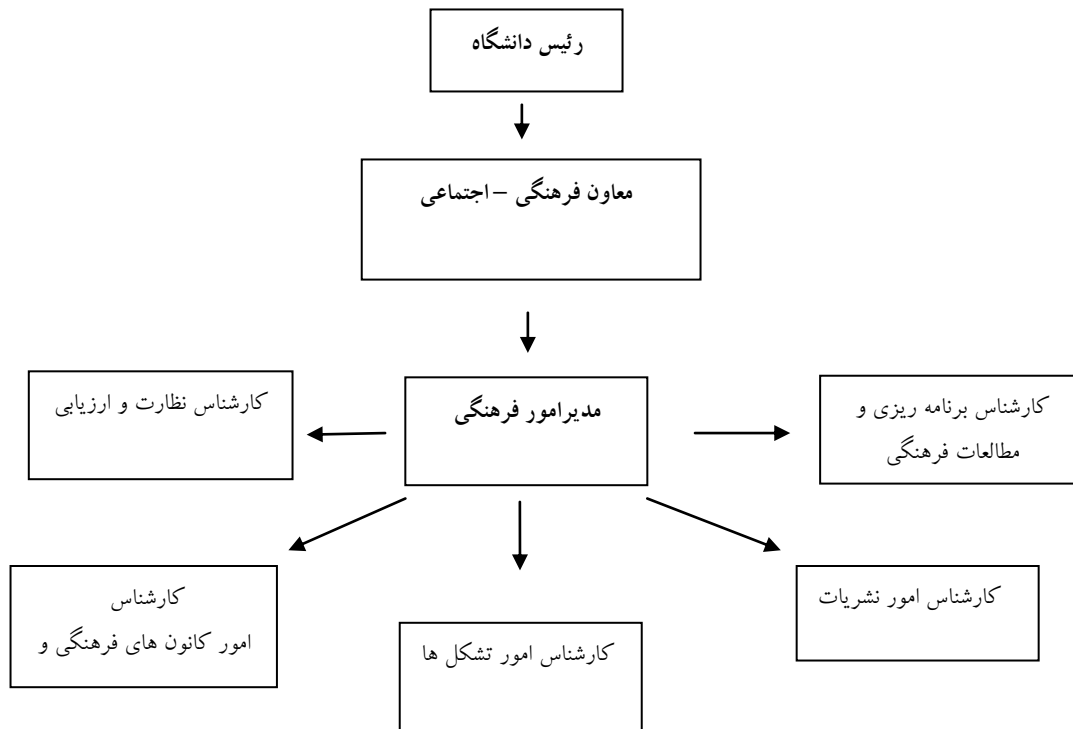 رئیس دانشگاه
معاون فرهنگی – اجتماعی
مدیرامور فرهنگی
کارشناس برنامه ریزی و
مطالعات فرهنگی
کارشناس نظارت و ارزیابی
کارشناس امور نشریات
کارشناس امور تشکل ها
کارشناس
امور کانون های فرهنگی و